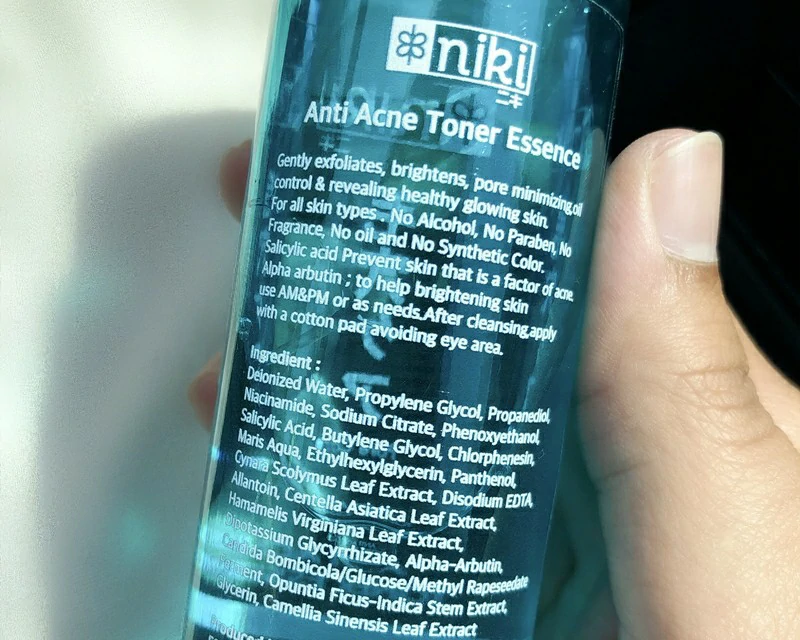 niki
ニキ
Anti Acne Toner Essence
Gently exfoliates, brightens, pore minimizing,oil
control & revealing healthy glowing skin.
For all skin types . No Alcohol, No Paraben, No
Fragrance, No oil and No Synthetic Color.
Salicylic acid Prevent skin that is a factor of acne.
Alpha arbutin ; to help brightening skin
use AM&PM or as needs.After cleansing,apply
with a cotton pad avoiding eye area.
Ingredient :
Deionized Water, Propylene Glycol, Propanediol,
Niacinamide, Sodium Citrate, Phenoxyethanol,
Salicylic Acid, Butylene Glycol, Chlorphenesin,
Maris Aqua, Ethylhexylglycerin, Panthenol,
Cynara Scolymus Leaf Extract, Disodium EDTA,
Allantoin, Centella Asiatica Leaf Extract,
Hamamelis Virginiana Leaf Extract,
Dipotassium Glycyrrhizate, Alpha-Arbutin,
Candida Bombicola/Glucose/Methyl Rapeseedate
Ferment, Opuntia Ficus-Indica Stem Extract,
Glycerin, Camellia Sinensis Leaf Extract
Produced